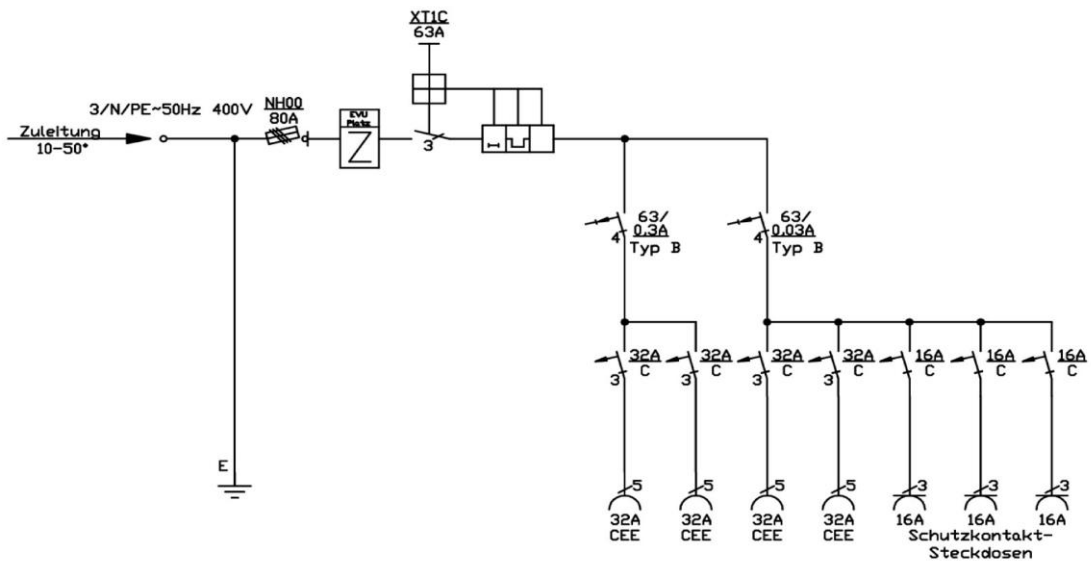 XT1C
63A
3/N/PE~50Hz 400V
NH00
80A
EVU
Platz
Z
3
Zuleitung
10-50°
63/
0.3A
4
Typ B
63/
0.03A
4
Typ B
32A
C
3
32A
C
3
32A
C
3
32A
C
3
16A
C
16A
C
16A
C
E
5
5
5
5
3
3
3
32A
CEE
32A
CEE
32A
CEE
32A
CEE
16A
16A
16A
Schutzkontakt-
Steckdosen